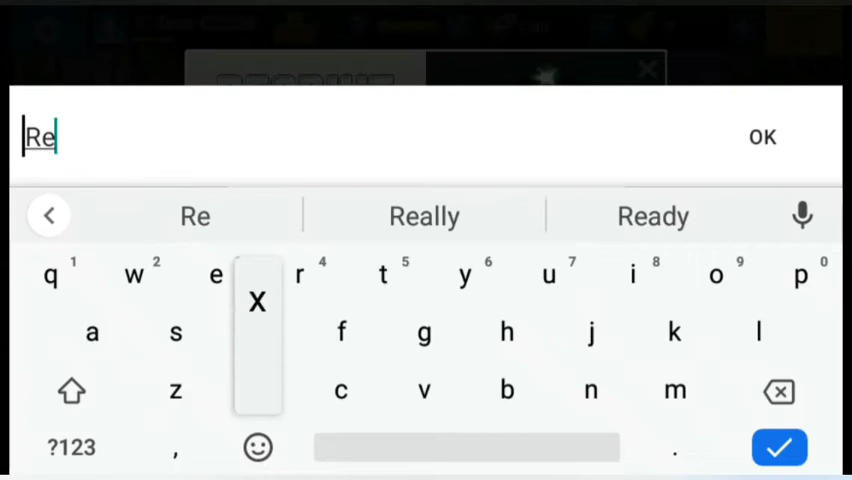 Re
OK
Re Really Ready
q 1 w 2 e r 4 t 5 y 6 u 7 i 8 o 9 p 0
X
a s f g h j k l
z c v b n m
?123 , .